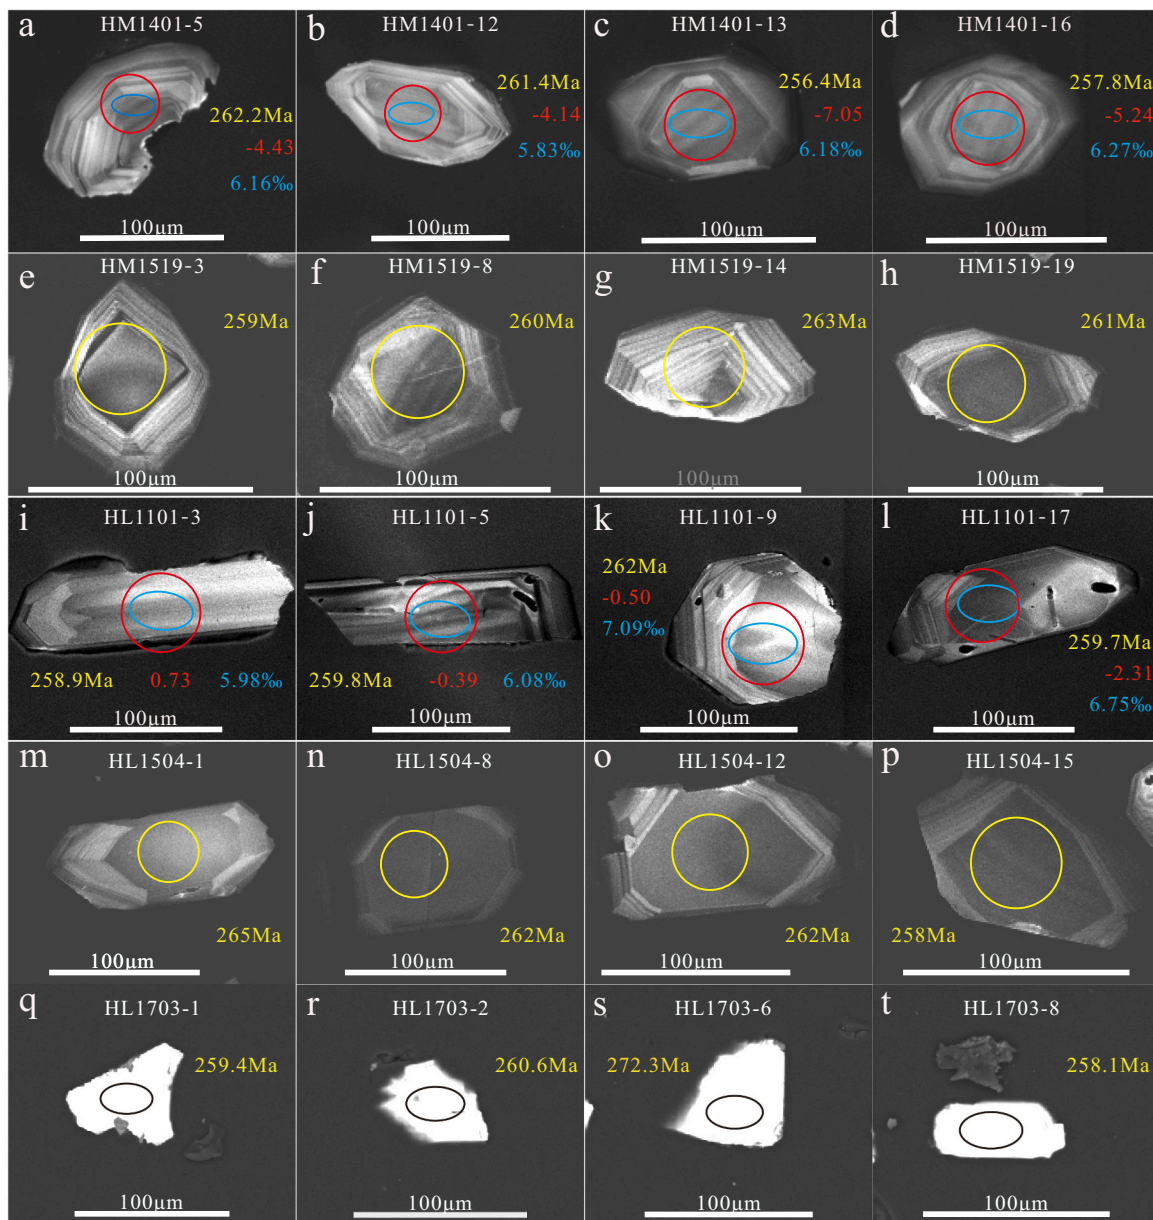 a HM1401-5
262.2Ma
-4.43
6.16‰
100μm
b HM1401-12
261.4Ma
-4.14
5.83‰
100μm
c HM1401-13
256.4Ma
-7.05
6.18‰
100μm
d HM1401-16
257.8Ma
-5.24
6.27‰
100μm
e HM1519-3
259Ma
100μm
f HM1519-8
260Ma
100μm
g HM1519-14
263Ma
100μm
h HM1519-19
261Ma
100μm
i HL1101-3
258.9Ma 0.73 5.98‰
100μm
j HL1101-5
259.8Ma -0.39 6.08‰
100μm
k HL1101-9
262Ma
-0.50
7.09‰
100μm
l HL1101-17
259.7Ma
-2.31
6.75‰
100μm
m HL1504-1
265Ma
100μm
n HL1504-8
262Ma
100μm
o HL1504-12
262Ma
100μm
p HL1504-15
258Ma
100μm
q HL1703-1
259.4Ma
100μm
r HL1703-2
260.6Ma
100μm
s HL1703-6
272.3Ma
100μm
t HL1703-8
258.1Ma
100μm